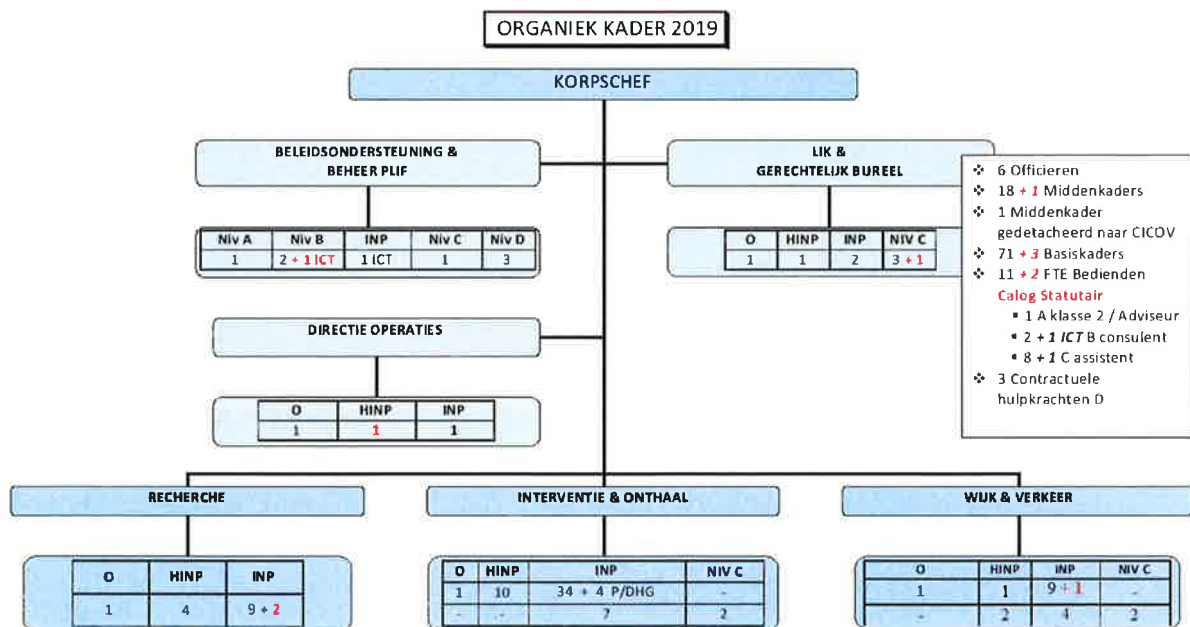 ORGANIEK KADER 2019
KORPSCHEF
BELEIDSONDERSTEUNING &
BEHEER PLIF
Niv A Niv B INP Niv C Niv D
1 2 + 1 ICT 1 ICT 1 3
LIK &
GERECHTELIJK BUREEL
O HINP INP NIV C
1 1 2 3 + 1
❖ 6 Officieren
❖ 18 + 1 Middenkaders
❖ 1 Middenkader
gedetacheerd naar CICOV
❖ 71 + 3 Basiskaders
❖ 11 + 2 FTE Bedienden
Calog Statutair
▪ 1 A klasse 2 / Adviseur
▪ 2 + 1 ICT B consulent
▪ 8 + 1 C assistent
❖ 3 Contractuele
hulpkrachten D
DIRECTIE OPERATIES
O HINP INP
1 1 1
RECHERCHE
O HINP INP
1 4 9 + 2
INTERVENTIE & ONTHAAL
O HINP INP NIV C
1 10 34 + 4 P/DHG -
- - 7 2
WIJK & VERKEER
O HINP INP NIV C
1 1 9 + 1 -
- 2 4 2